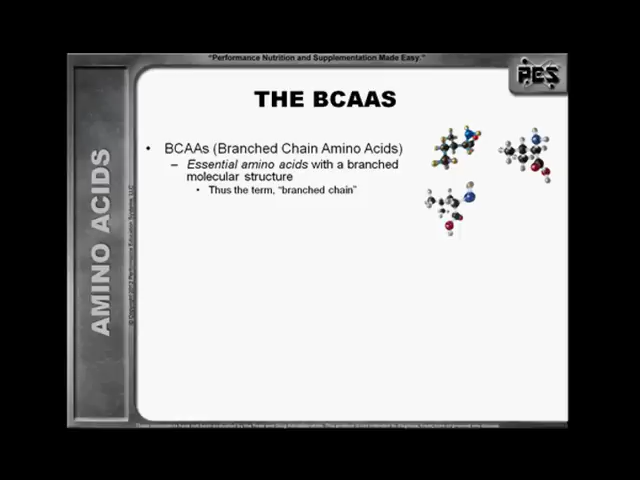 "Performance Nutrition and Supplementation Made Easy."
PES
THE BCAAS
• BCAAs (Branched Chain Amino Acids)
– Essential amino acids with a branched
molecular structure
• Thus the term, "branched chain"
AMINO ACIDS